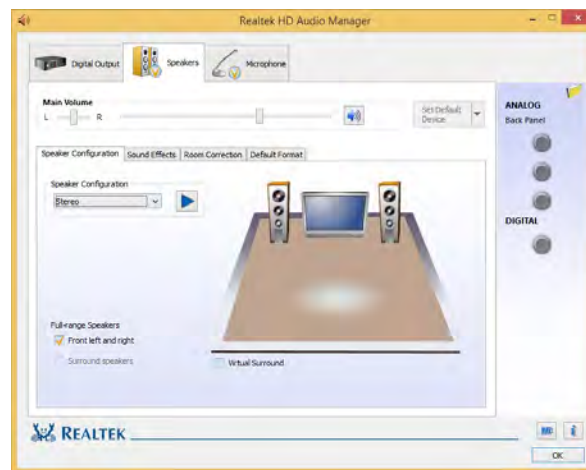 Realtek HD Audio Manager
Digital Output
Speakers
Microphone
Main Volume
L
R
Set Default
Device
ANALOG
Back Panel
DIGITAL
Speaker Configuration
Sound Effects
Room Correction
Default Format
Speaker Configuration
Stereo
Full-range Speakers
Front left and right
Surround speakers
Virtual Surround
REALTEK
OK